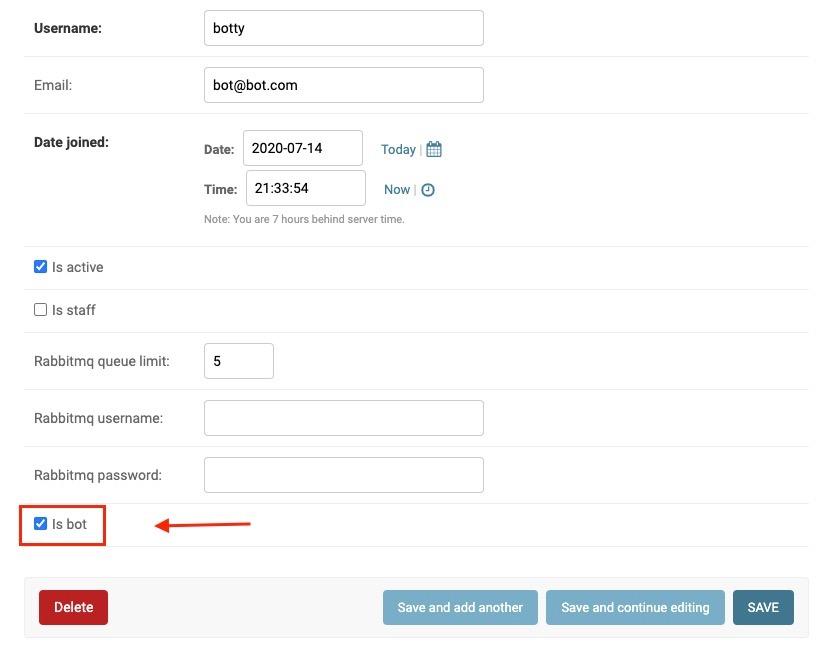 Username: botty
Email: bot@bot.com
Date joined: Date: 2020-07-14 Today |
Time: 21:33:54 Now |
Note: You are 7 hours behind server time.
Is active
Is staff
Rabbitmq queue limit: 5
Rabbitmq username:
Rabbitmq password:
Is bot
Delete Save and add another Save and continue editing SAVE